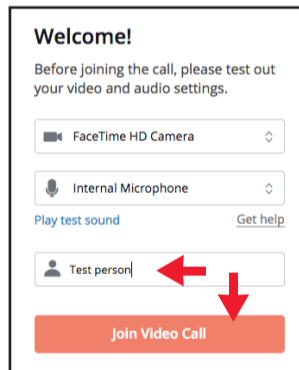 Welcome!
Before joining the call, please test out
your video and audio settings.
FaceTime HD Camera
Internal Microphone
Play test sound Get help
Test person
Join Video Call